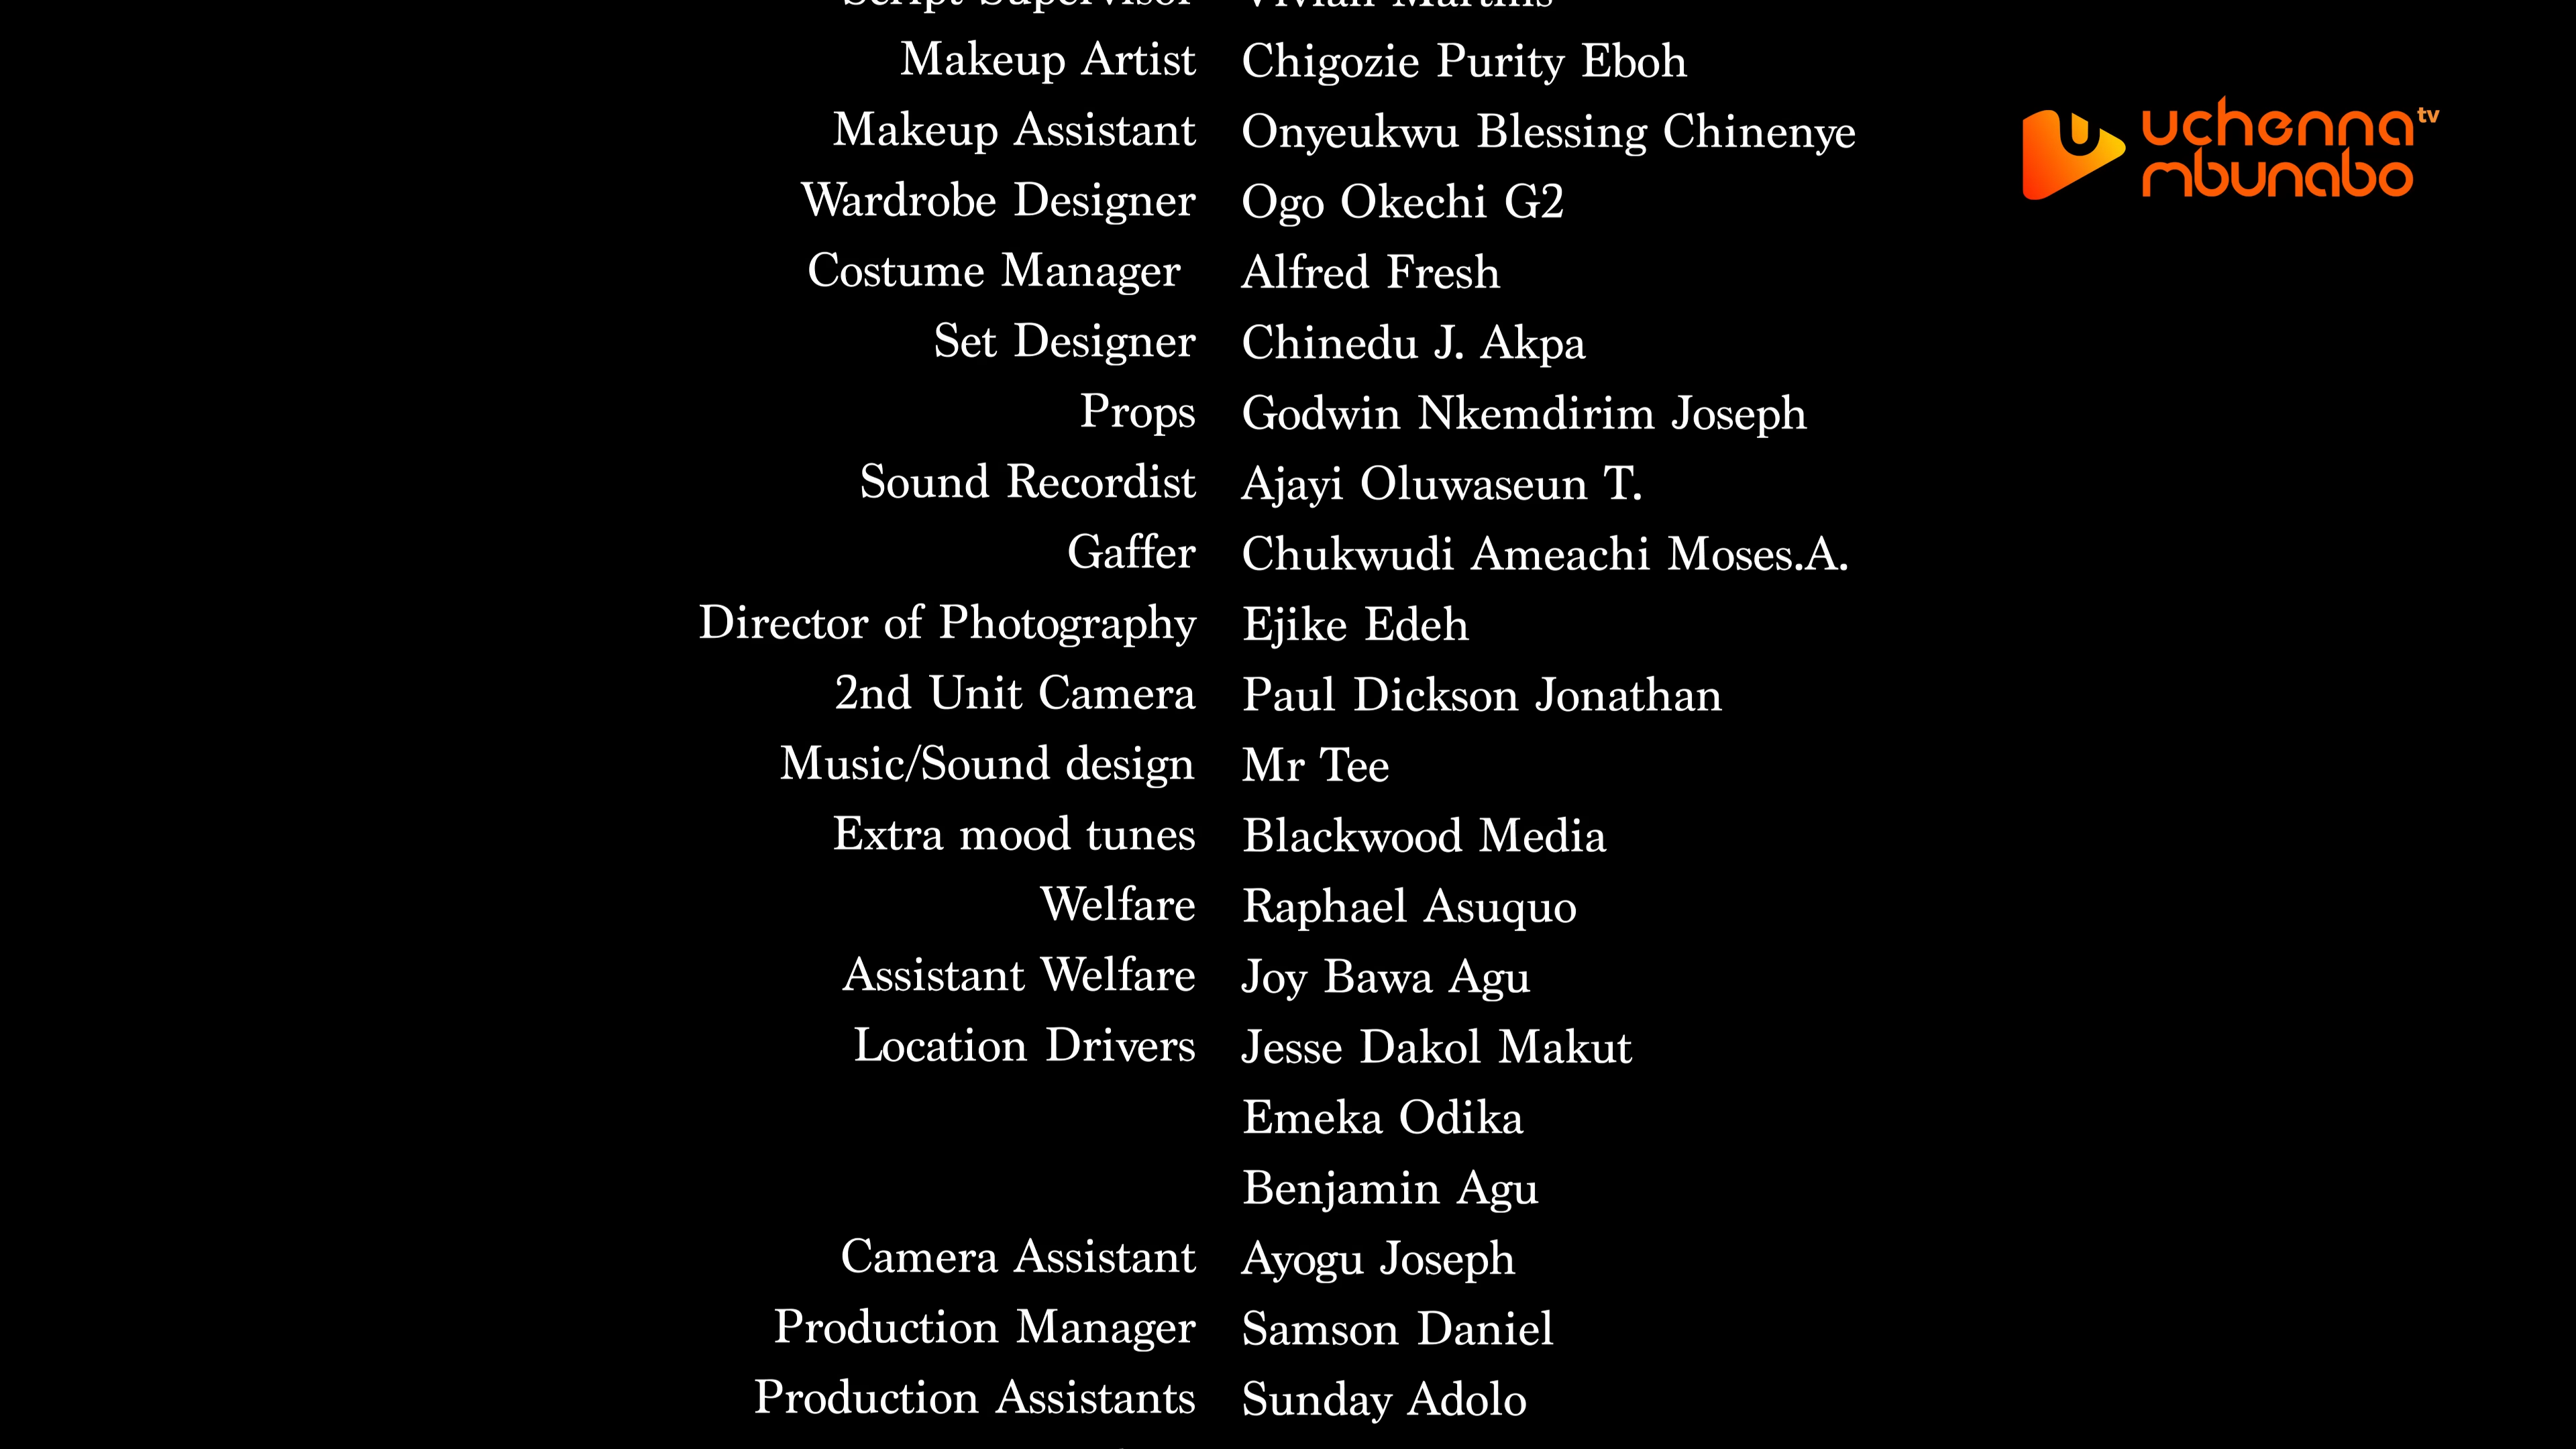 Script Supervisor Vivian Martins
Makeup Artist Chigozie Purity Eboh
Makeup Assistant Onyeukwu Blessing Chinenye
Wardrobe Designer Ogo Okechi G2
Costume Manager Alfred Fresh
Set Designer Chinedu J. Akpa
Props Godwin Nkemdirim Joseph
Sound Recordist Ajayi Oluwaseun T.
Gaffer Chukwudi Ameachi Moses.A.
Director of Photography Ejike Edeh
2nd Unit Camera Paul Dickson Jonathan
Music/Sound design Mr Tee
Extra mood tunes Blackwood Media
Welfare Raphael Asuquo
Assistant Welfare Joy Bawa Agu
Location Drivers Jesse Dakol Makut
Emeka Odika
Benjamin Agu
Camera Assistant Ayogu Joseph
Production Manager Samson Daniel
Production Assistants Sunday Adolo
uchenna tv
mbunabo